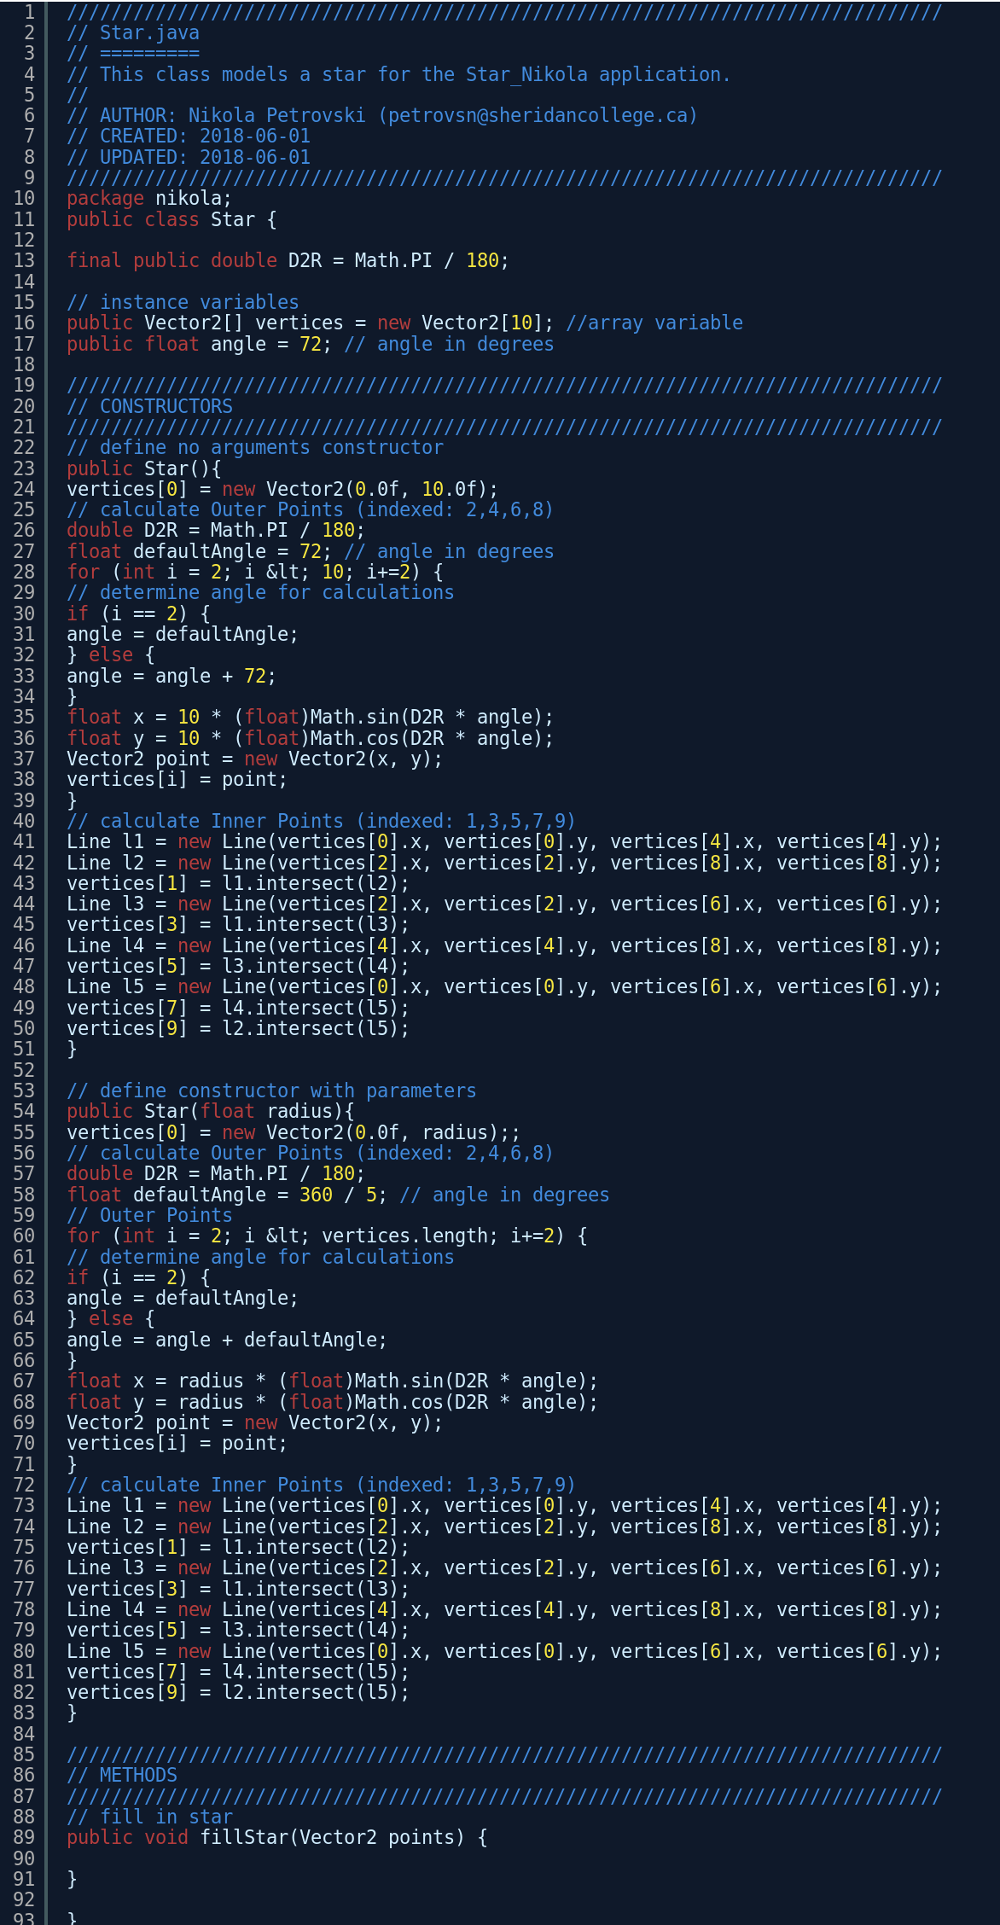 1 ///////////////////////////////////////////////////////////////////////////////
2 // Star.java
3 // =========
4 // This class models a star for the Star_Nikola application.
5 //
6 // AUTHOR: Nikola Petrovski (petrovsn@sheridancollege.ca)
7 // CREATED: 2018-06-01
8 // UPDATED: 2018-06-01
9 ///////////////////////////////////////////////////////////////////////////////
10 package nikola;
11 public class Star {
12
13 final public double D2R = Math.PI / 180;
14
15 // instance variables
16 public Vector2[] vertices = new Vector2[10]; //array variable
17 public float angle = 72; // angle in degrees
18
19 ///////////////////////////////////////////////////////////////////////////////
20 // CONSTRUCTORS
21 ///////////////////////////////////////////////////////////////////////////////
22 // define no arguments constructor
23 public Star(){
24 vertices[0] = new Vector2(0.0f, 10.0f);
25 // calculate Outer Points (indexed: 2,4,6,8)
26 double D2R = Math.PI / 180;
27 float defaultAngle = 72; // angle in degrees
28 for (int i = 2; i &lt; 10; i+=2) {
29 // determine angle for calculations
30 if (i == 2) {
31 angle = defaultAngle;
32 } else {
33 angle = angle + 72;
34 }
35 float x = 10 * (float)Math.sin(D2R * angle);
36 float y = 10 * (float)Math.cos(D2R * angle);
37 Vector2 point = new Vector2(x, y);
38 vertices[i] = point;
39 }
40 // calculate Inner Points (indexed: 1,3,5,7,9)
41 Line l1 = new Line(vertices[0].x, vertices[0].y, vertices[4].x, vertices[4].y);
42 Line l2 = new Line(vertices[2].x, vertices[2].y, vertices[8].x, vertices[8].y);
43 vertices[1] = l1.intersect(l2);
44 Line l3 = new Line(vertices[2].x, vertices[2].y, vertices[6].x, vertices[6].y);
45 vertices[3] = l1.intersect(l3);
46 Line l4 = new Line(vertices[4].x, vertices[4].y, vertices[8].x, vertices[8].y);
47 vertices[5] = l3.intersect(l4);
48 Line l5 = new Line(vertices[0].x, vertices[0].y, vertices[6].x, vertices[6].y);
49 vertices[7] = l4.intersect(l5);
50 vertices[9] = l2.intersect(l5);
51 }
52
53 // define constructor with parameters
54 public Star(float radius){
55 vertices[0] = new Vector2(0.0f, radius);;
56 // calculate Outer Points (indexed: 2,4,6,8)
57 double D2R = Math.PI / 180;
58 float defaultAngle = 360 / 5; // angle in degrees
59 // Outer Points
60 for (int i = 2; i &lt; vertices.length; i+=2) {
61 // determine angle for calculations
62 if (i == 2) {
63 angle = defaultAngle;
64 } else {
65 angle = angle + defaultAngle;
66 }
67 float x = radius * (float)Math.sin(D2R * angle);
68 float y = radius * (float)Math.cos(D2R * angle);
69 Vector2 point = new Vector2(x, y);
70 vertices[i] = point;
71 }
72 // calculate Inner Points (indexed: 1,3,5,7,9)
73 Line l1 = new Line(vertices[0].x, vertices[0].y, vertices[4].x, vertices[4].y);
74 Line l2 = new Line(vertices[2].x, vertices[2].y, vertices[8].x, vertices[8].y);
75 vertices[1] = l1.intersect(l2);
76 Line l3 = new Line(vertices[2].x, vertices[2].y, vertices[6].x, vertices[6].y);
77 vertices[3] = l1.intersect(l3);
78 Line l4 = new Line(vertices[4].x, vertices[4].y, vertices[8].x, vertices[8].y);
79 vertices[5] = l3.intersect(l4);
80 Line l5 = new Line(vertices[0].x, vertices[0].y, vertices[6].x, vertices[6].y);
81 vertices[7] = l4.intersect(l5);
82 vertices[9] = l2.intersect(l5);
83 }
84
85 ///////////////////////////////////////////////////////////////////////////////
86 // METHODS
87 ///////////////////////////////////////////////////////////////////////////////
88 // fill in star
89 public void fillStar(Vector2 points) {
90
91 }
92
93 }